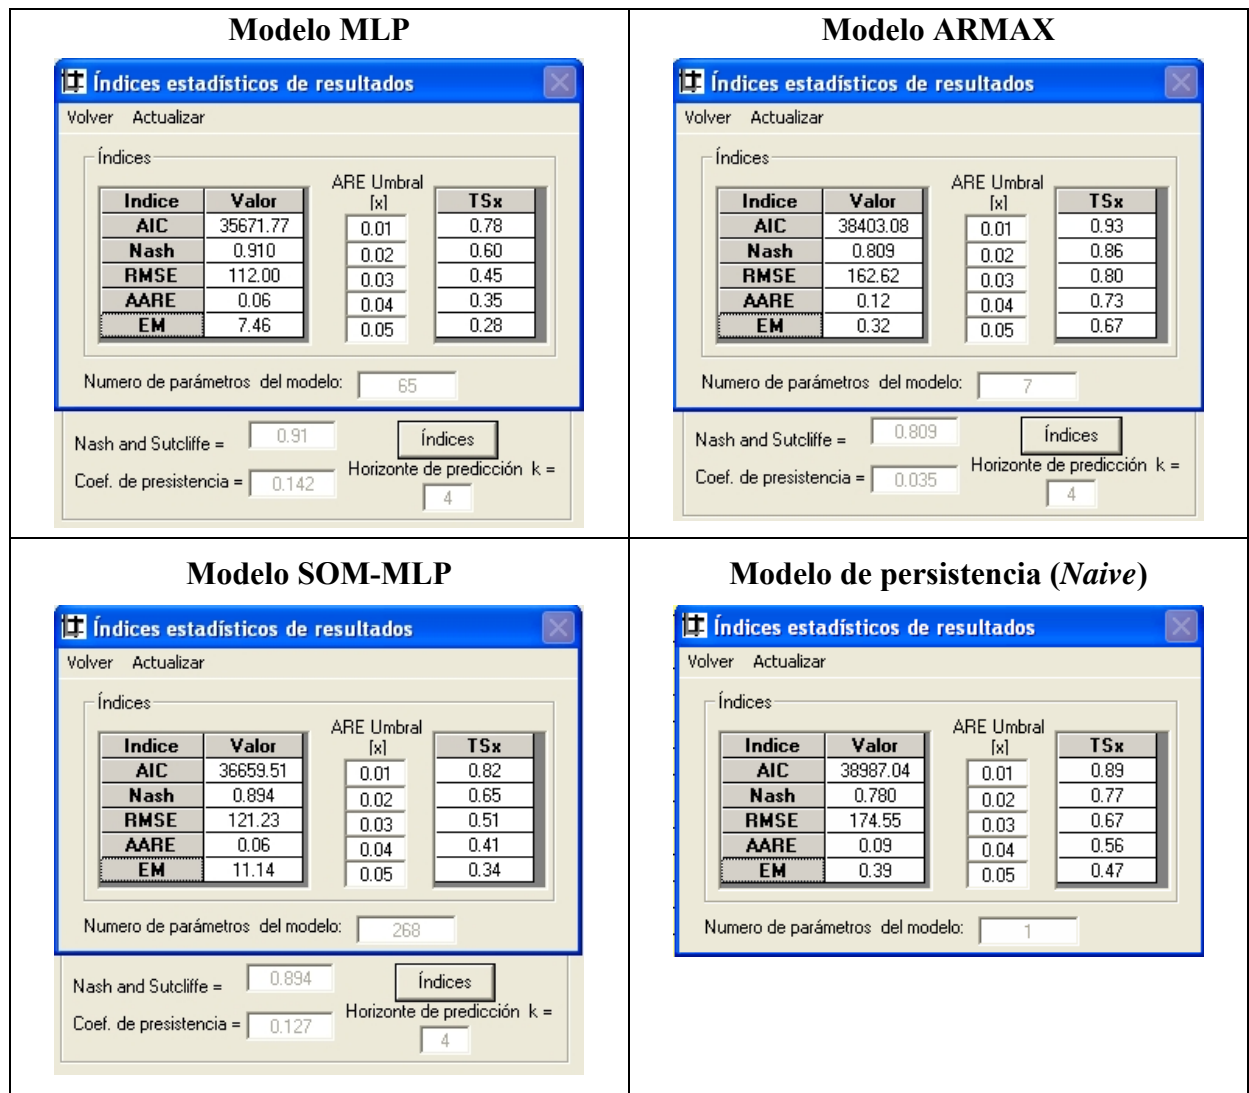 Modelo MLP
Índices estadísticos de resultados
Volver Actualizar
Índices
ARE Umbral
Indice Valor [x] TSx
AIC 35671.77 0.01 0.78
Nash 0.910 0.02 0.60
RMSE 112.00 0.03 0.45
AARE 0.06 0.04 0.35
EM 7.46 0.05 0.28
Numero de parámetros del modelo: 65
Nash and Sutcliffe = 0.91 Índices
Coef. de presistencia = 0.142 Horizonte de predicción k =
4
Modelo ARMAX
Índices estadísticos de resultados
Volver Actualizar
Índices
ARE Umbral
Indice Valor [x] TSx
AIC 38403.08 0.01 0.93
Nash 0.809 0.02 0.86
RMSE 162.62 0.03 0.80
AARE 0.12 0.04 0.73
EM 0.32 0.05 0.67
Numero de parámetros del modelo: 7
Nash and Sutcliffe = 0.809 Índices
Coef. de presistencia = 0.035 Horizonte de predicción k =
4
Modelo SOM-MLP
Índices estadísticos de resultados
Volver Actualizar
Índices
ARE Umbral
Indice Valor [x] TSx
AIC 36659.51 0.01 0.82
Nash 0.894 0.02 0.65
RMSE 121.23 0.03 0.51
AARE 0.06 0.04 0.41
EM 11.14 0.05 0.34
Numero de parámetros del modelo: 268
Nash and Sutcliffe = 0.894 Índices
Coef. de presistencia = 0.127 Horizonte de predicción k =
4
Modelo de persistencia (Naive)
Índices estadísticos de resultados
Volver Actualizar
Índices
ARE Umbral
Indice Valor [x] TSx
AIC 38987.04 0.01 0.89
Nash 0.780 0.02 0.77
RMSE 174.55 0.03 0.67
AARE 0.09 0.04 0.56
EM 0.39 0.05 0.47
Numero de parámetros del modelo: 1